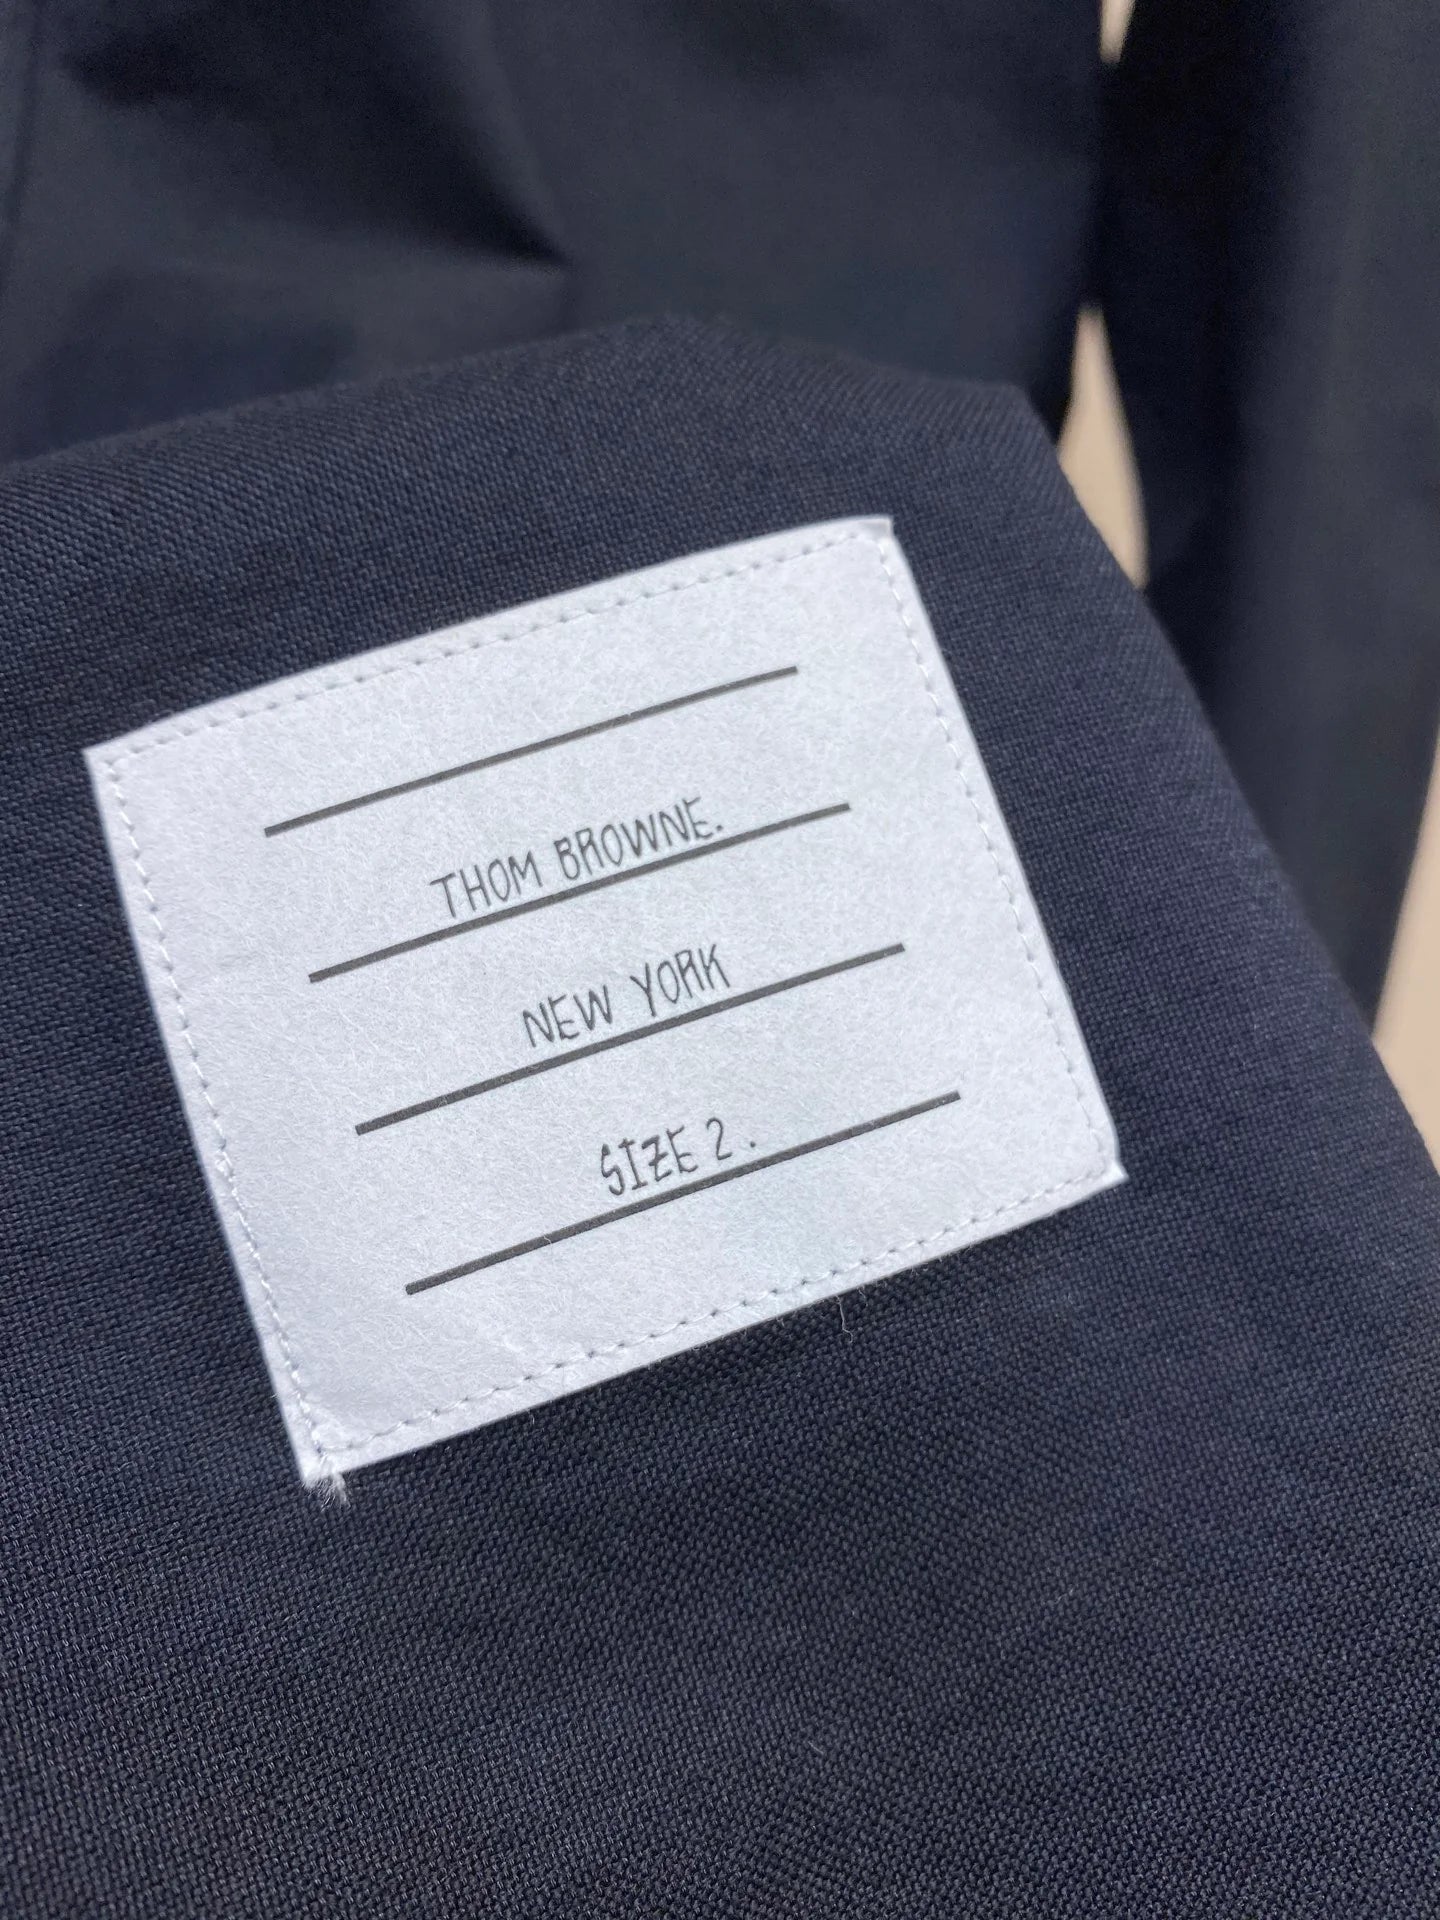 THOM BROWNE.
NEW YORK
SIZE 2.